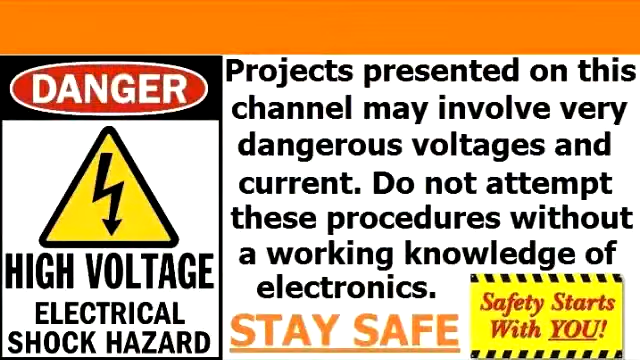 DANGER
HIGH VOLTAGE
ELECTRICAL
SHOCK HAZARD
Projects presented on this
channel may involve very
dangerous voltages and
current. Do not attempt
these procedures without
a working knowledge of
electronics.
STAY SAFE
Safety Starts
With YOU!